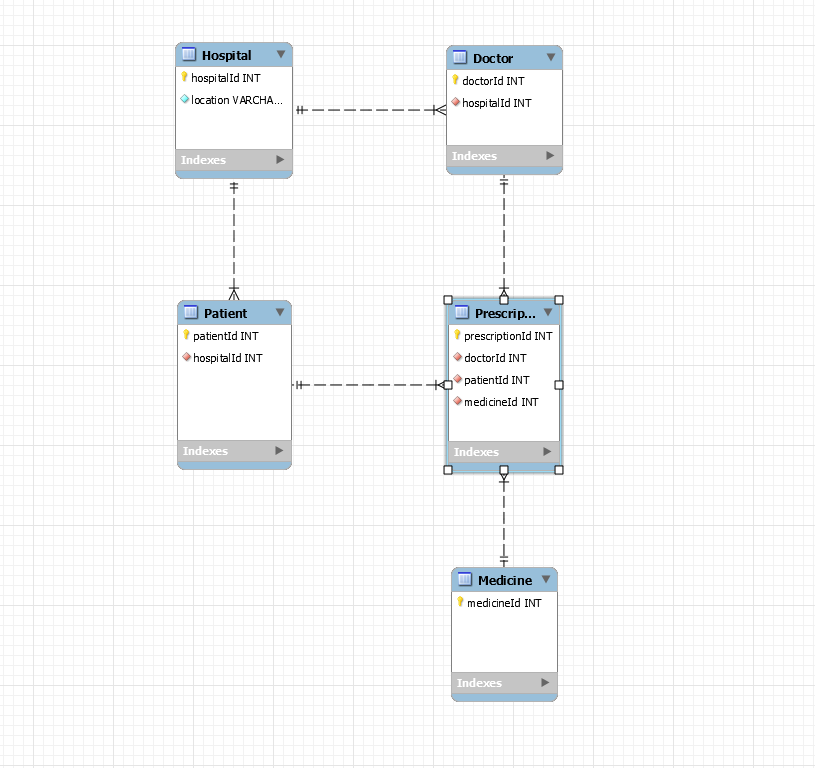 Hospital
hospitalId INT
location VARCHA...
Indexes
Doctor
doctorId INT
hospitalId INT
Indexes
Patient
patientId INT
hospitalId INT
Indexes
Prescrip...
prescriptionId INT
doctorId INT
patientId INT
medicineId INT
Indexes
Medicine
medicineId INT
Indexes